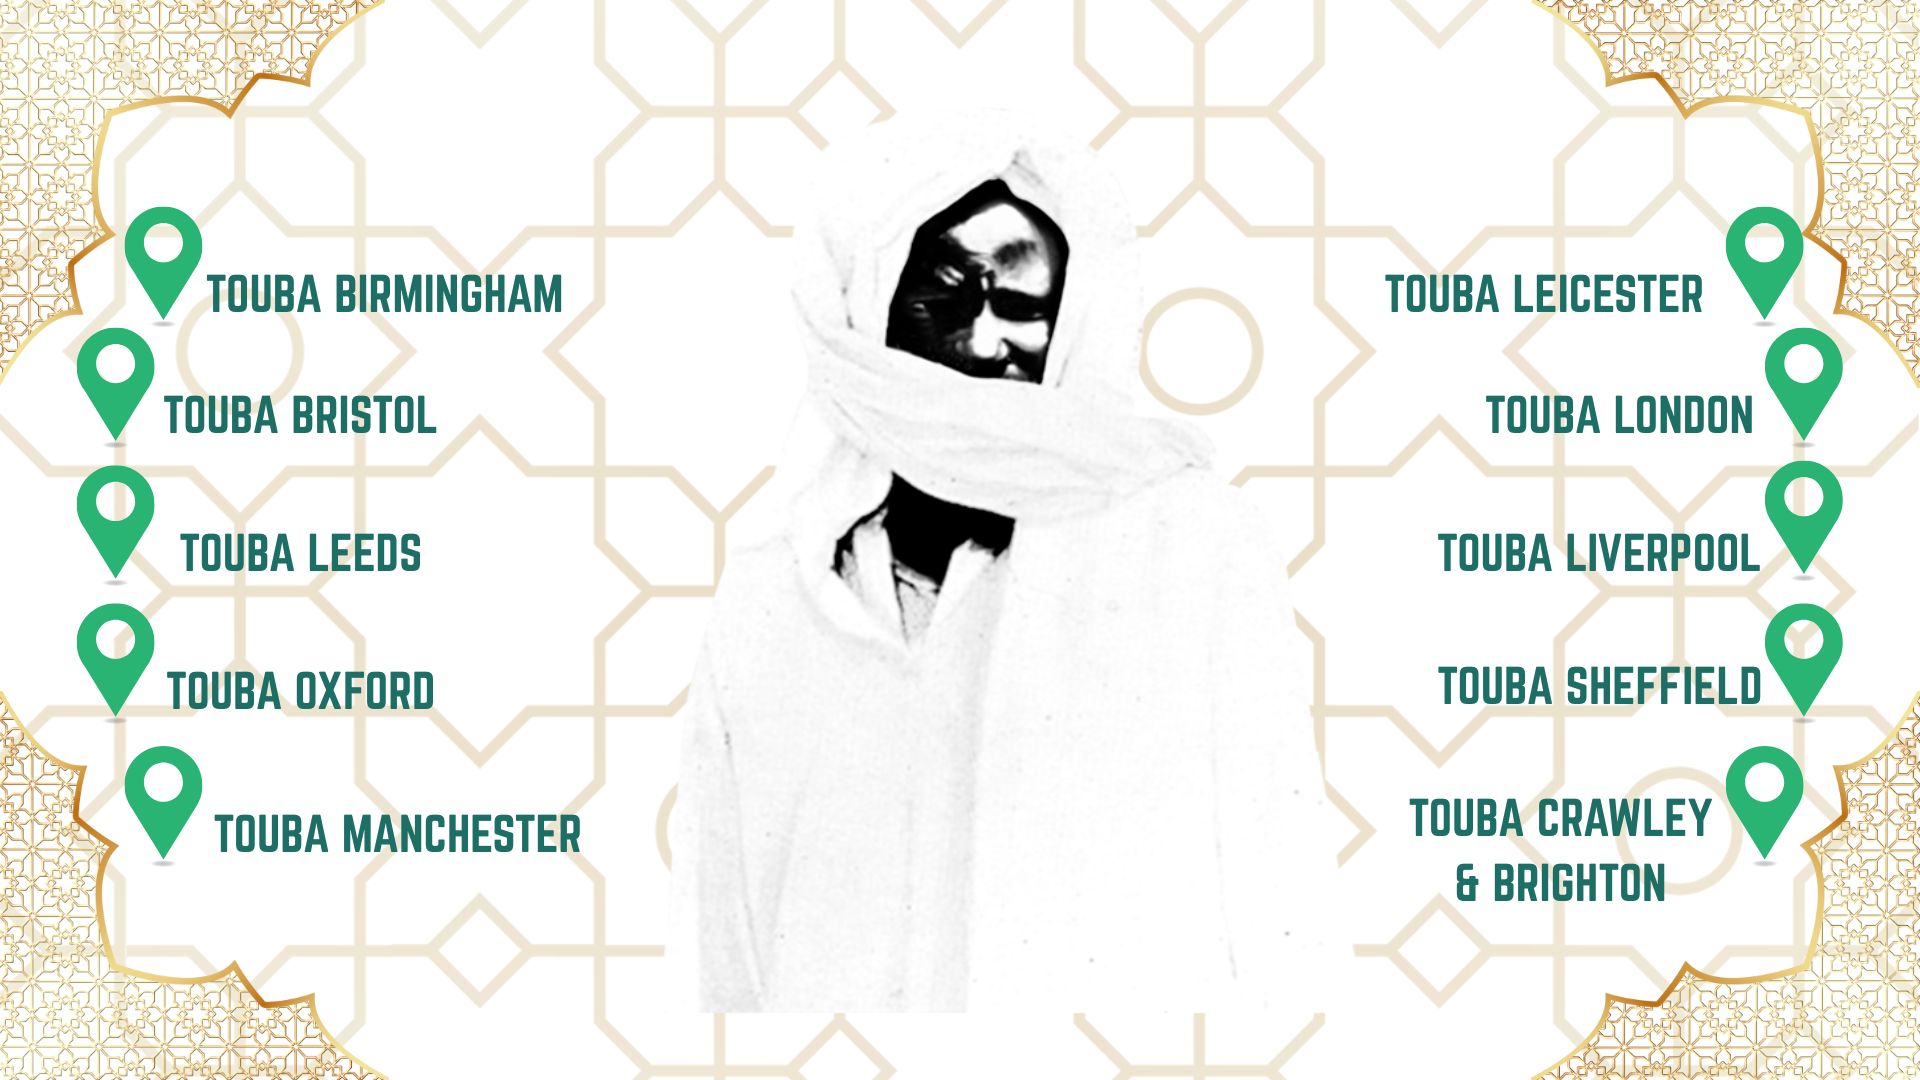 TOUBA BIRMINGHAM
TOUBA BRISTOL
TOUBA LEEDS
TOUBA OXFORD
TOUBA MANCHESTER
TOUBA LEICESTER
TOUBA LONDON
TOUBA LIVERPOOL
TOUBA SHEFFIELD
TOUBA CRAWLEY
& BRIGHTON